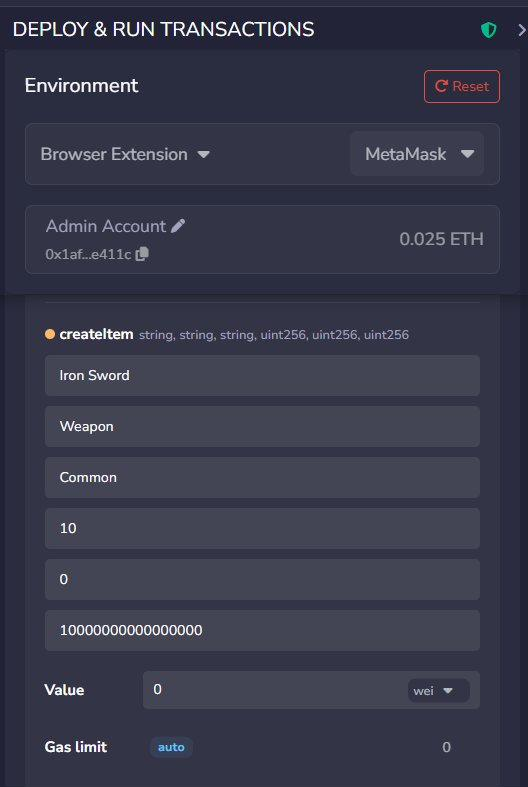 DEPLOY & RUN TRANSACTIONS
Environment
Reset
Browser Extension
MetaMask
Admin Account
0x1af...e411c
0.025 ETH
createItem string, string, string, uint256, uint256, uint256
Iron Sword
Weapon
Common
10
0
10000000000000000
Value 0 wei
Gas limit auto 0